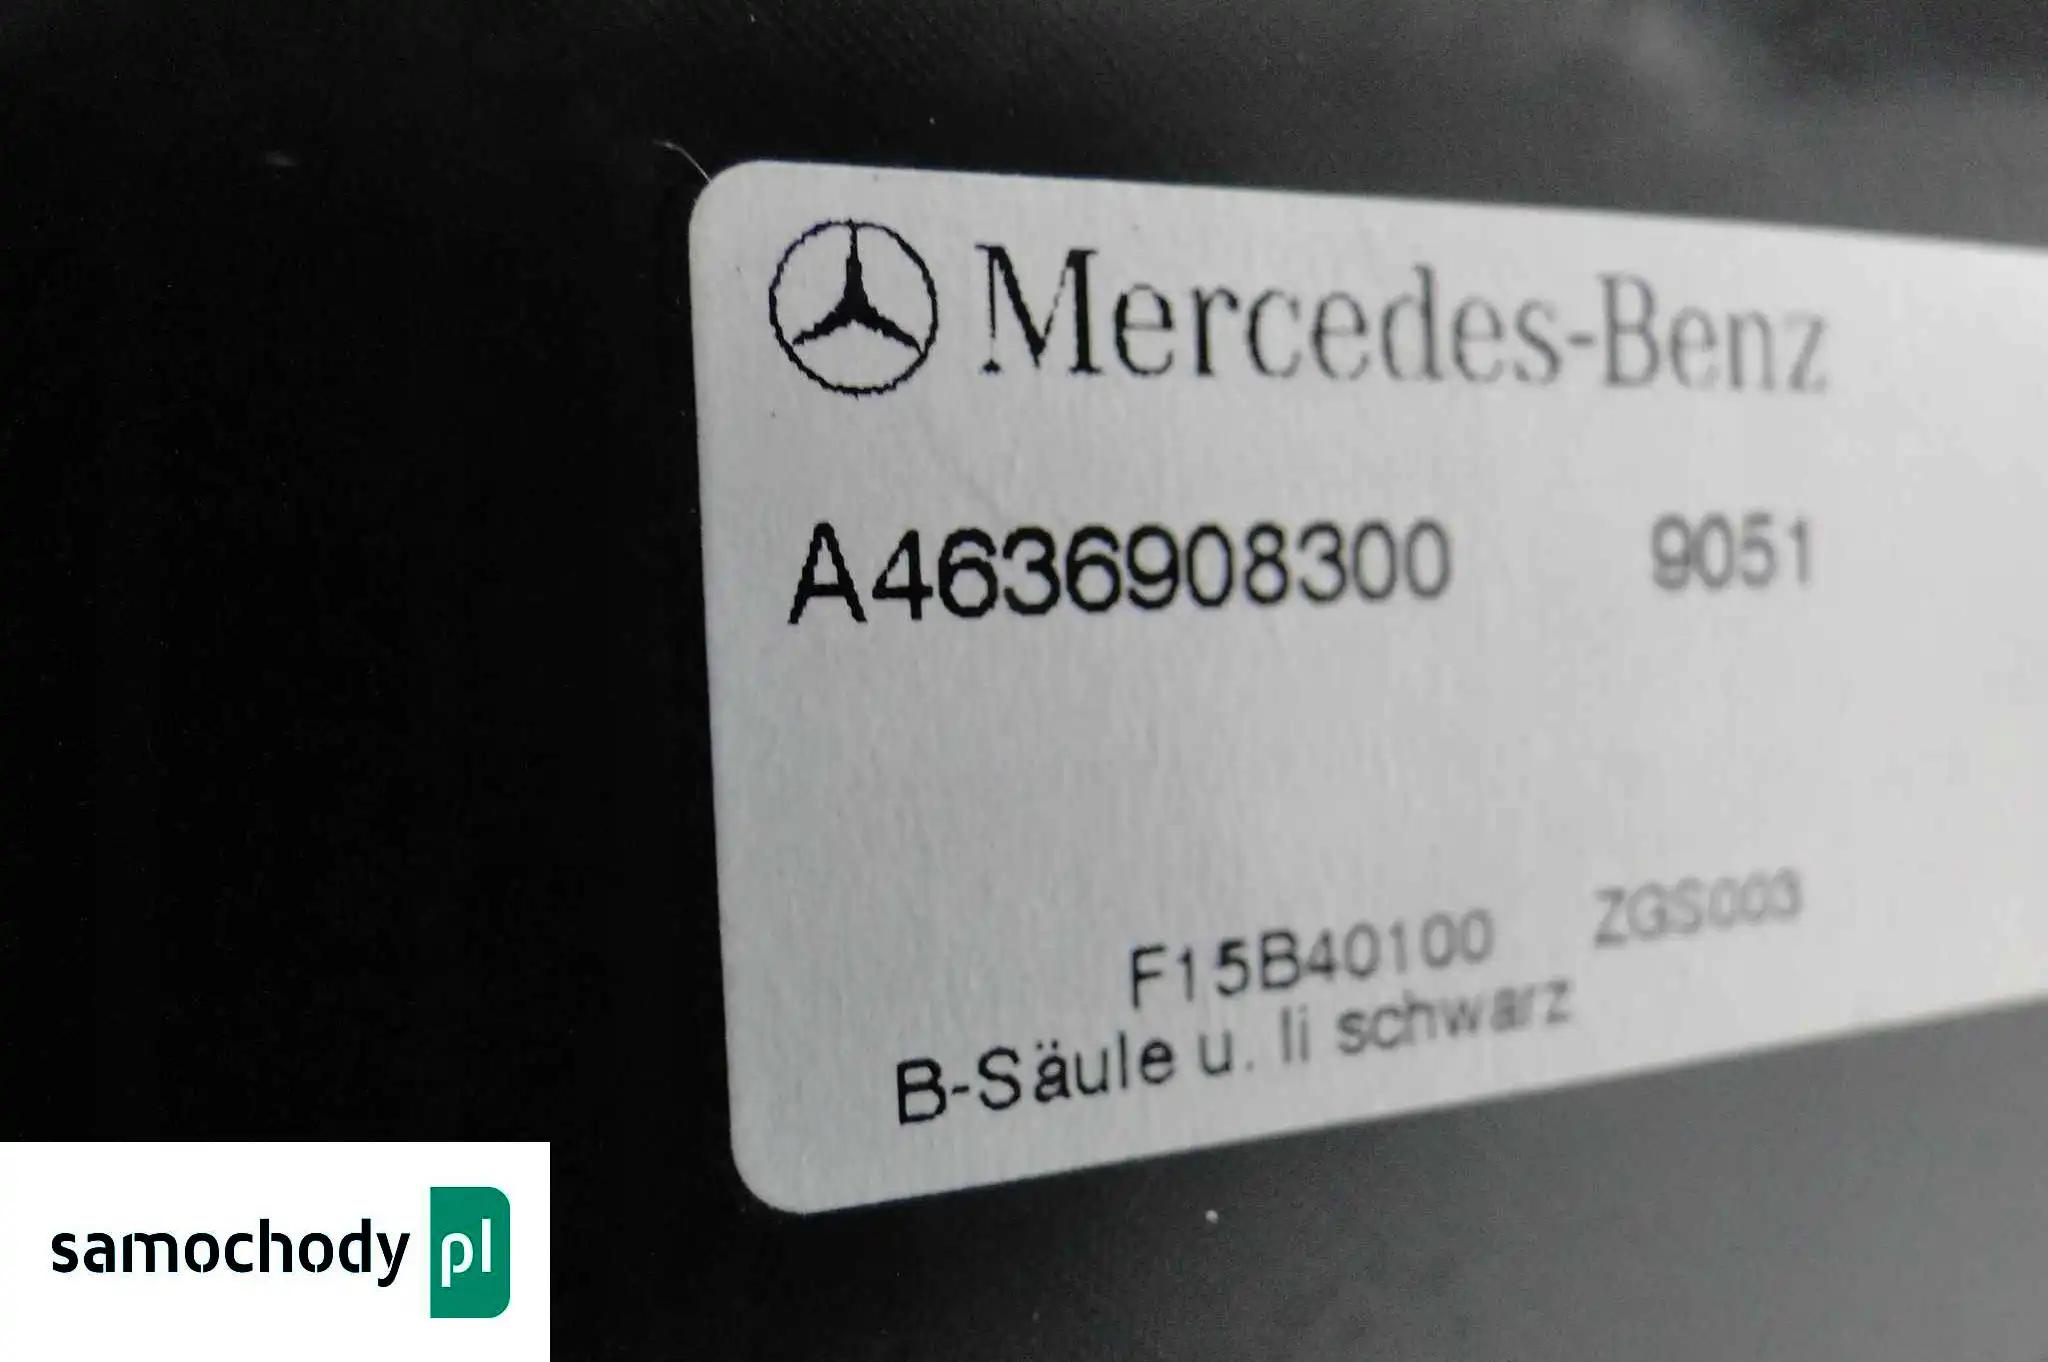 Mercedes-Benz
A4636908300 9051
F15B40100 ZGS003
B-Säule u. li schwarz
samochody pl